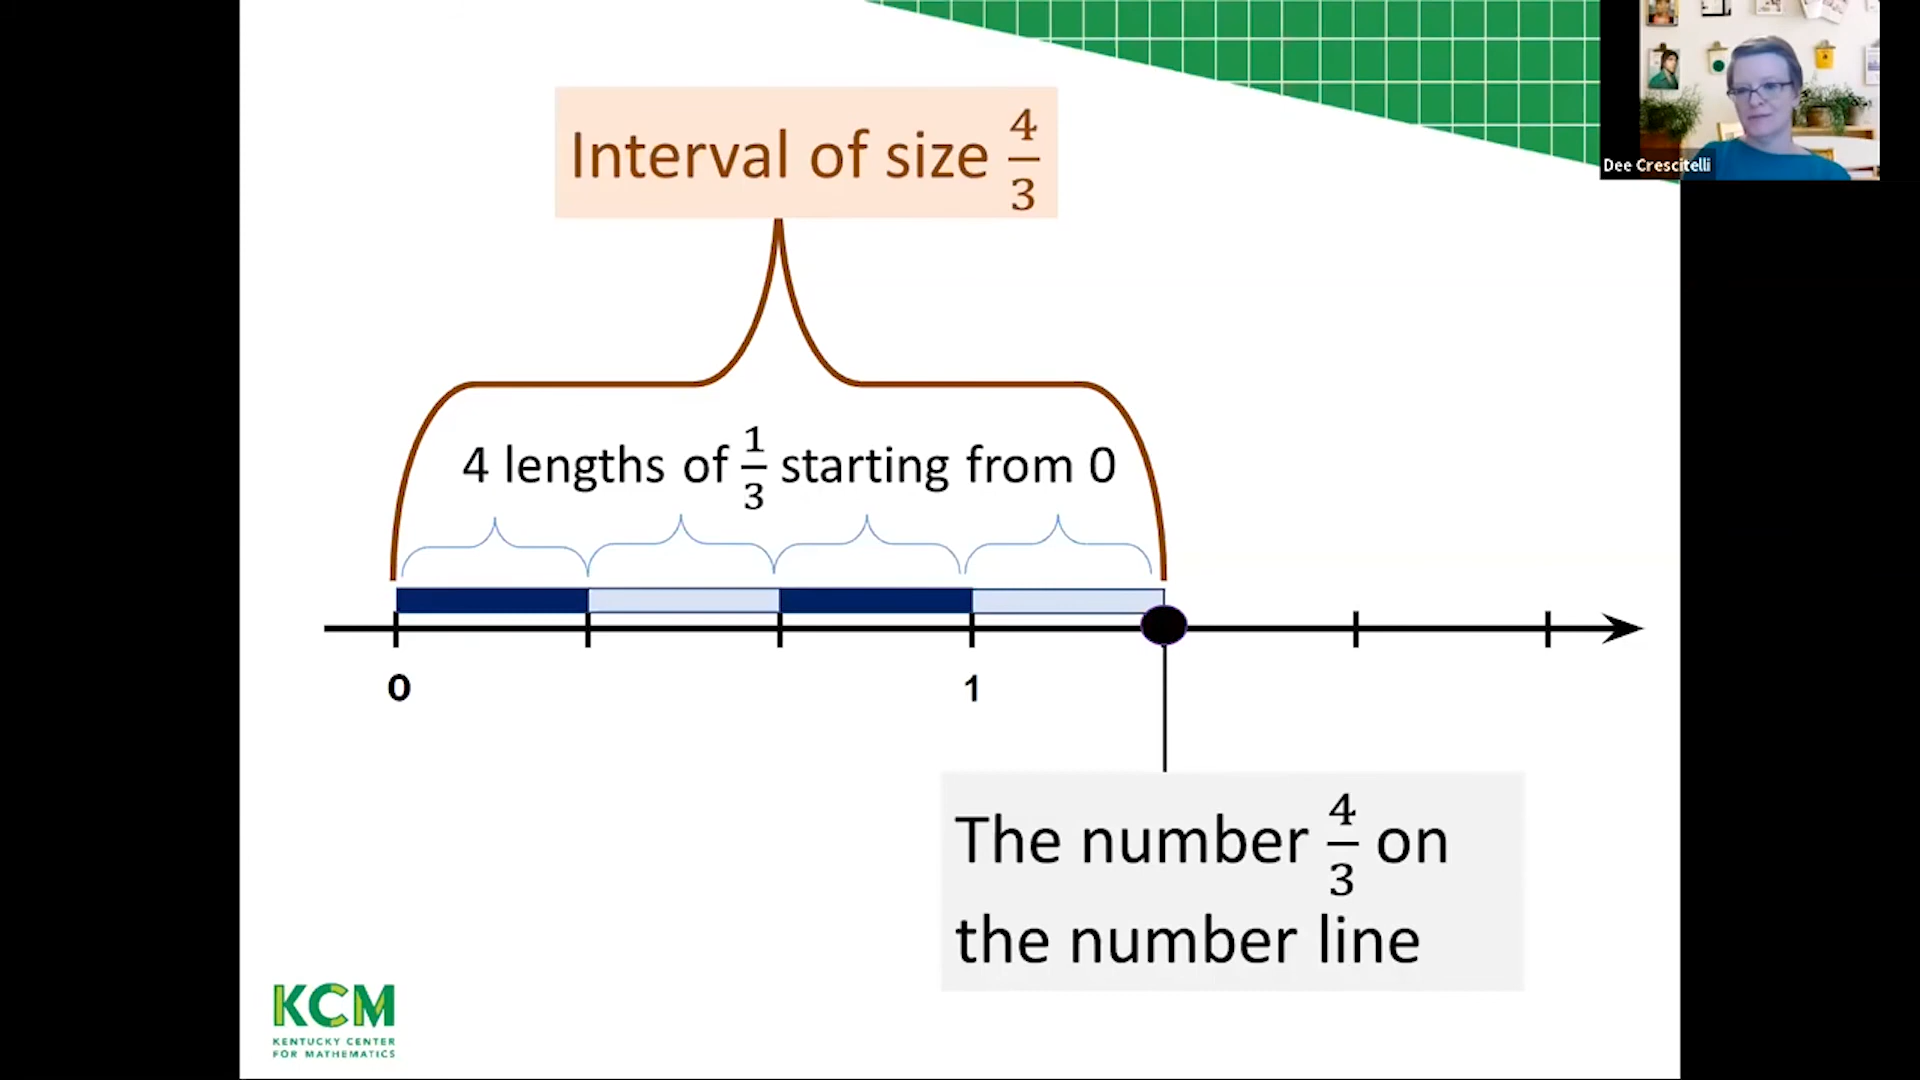 Dee Crescitelli
Interval of size 4/3
4 lengths of 1/3 starting from 0
0
1
The number 4/3 on
the number line
KCM
KENTUCKY CENTER
FOR MATHEMATICS